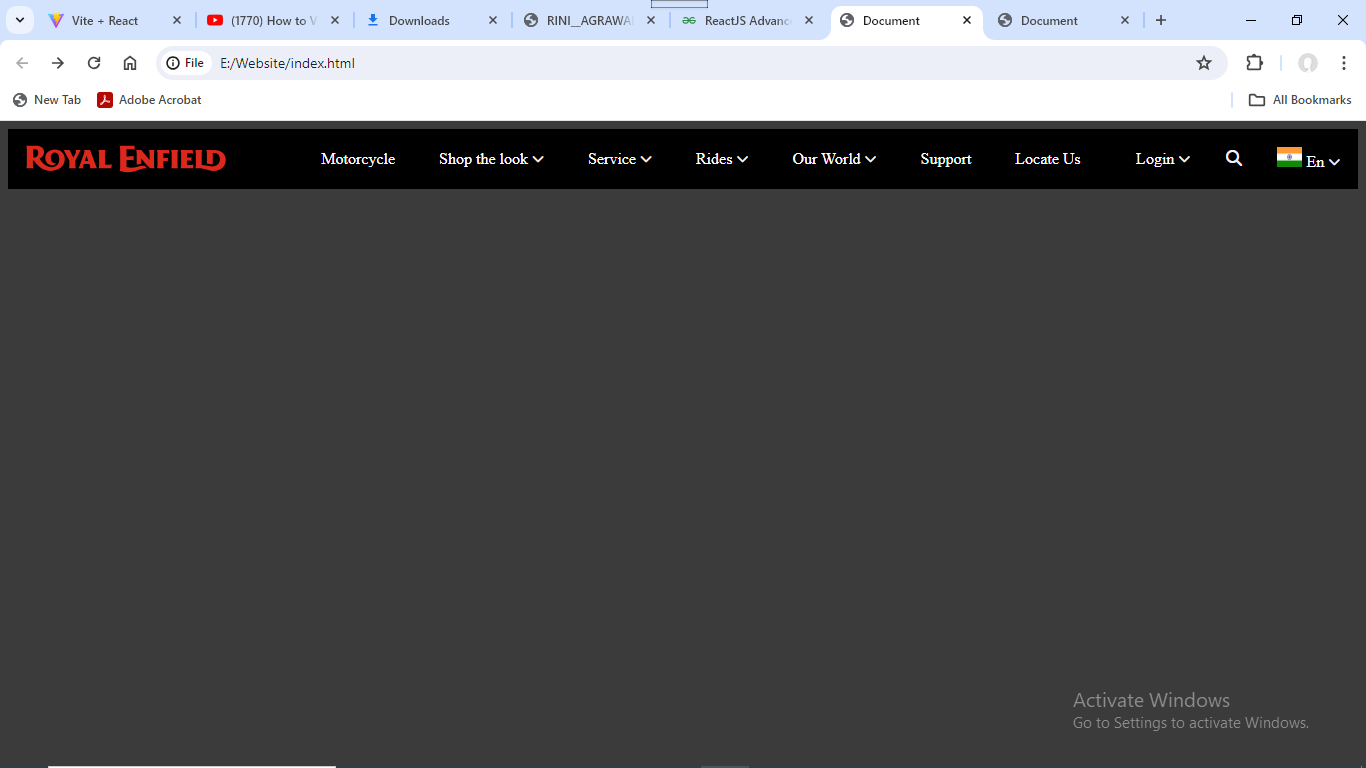 Vite + React
(1770) How to V
Downloads
RINI__AGRAWAL
ReactJS Advanc
Document
Document
File
E:/Website/index.html
New Tab
Adobe Acrobat
All Bookmarks
ROYAL ENFIELD
Motorcycle
Shop the look
Service
Rides
Our World
Support
Locate Us
Login
En
Activate Windows
Go to Settings to activate Windows.